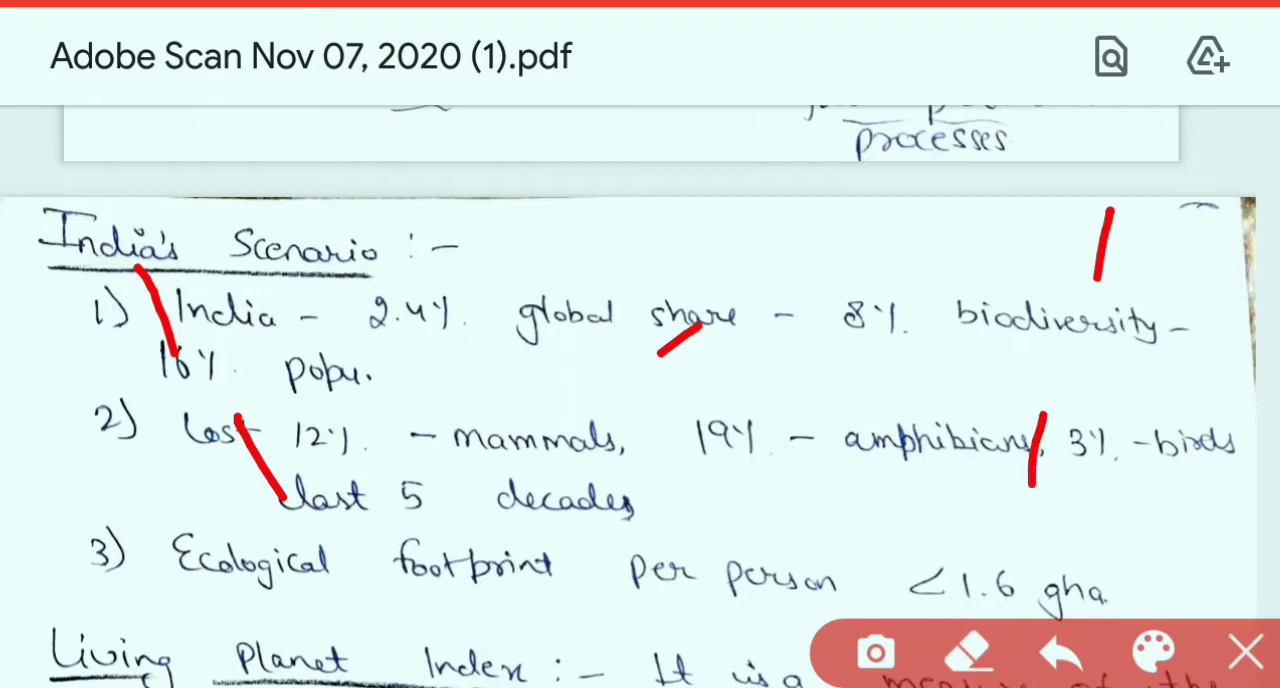 Adobe Scan Nov 07, 2020 (1).pdf
processes
India's Scenario :-
1) India - 2.4% global share - 8% biodiversity -
16% popu.
2) Lost 12%. - mammals, 19% - amphibians, 3%. - birds
last 5 decades
3) Ecological footprint per person <1.6 gha.
Living Planet Index :- It is a the